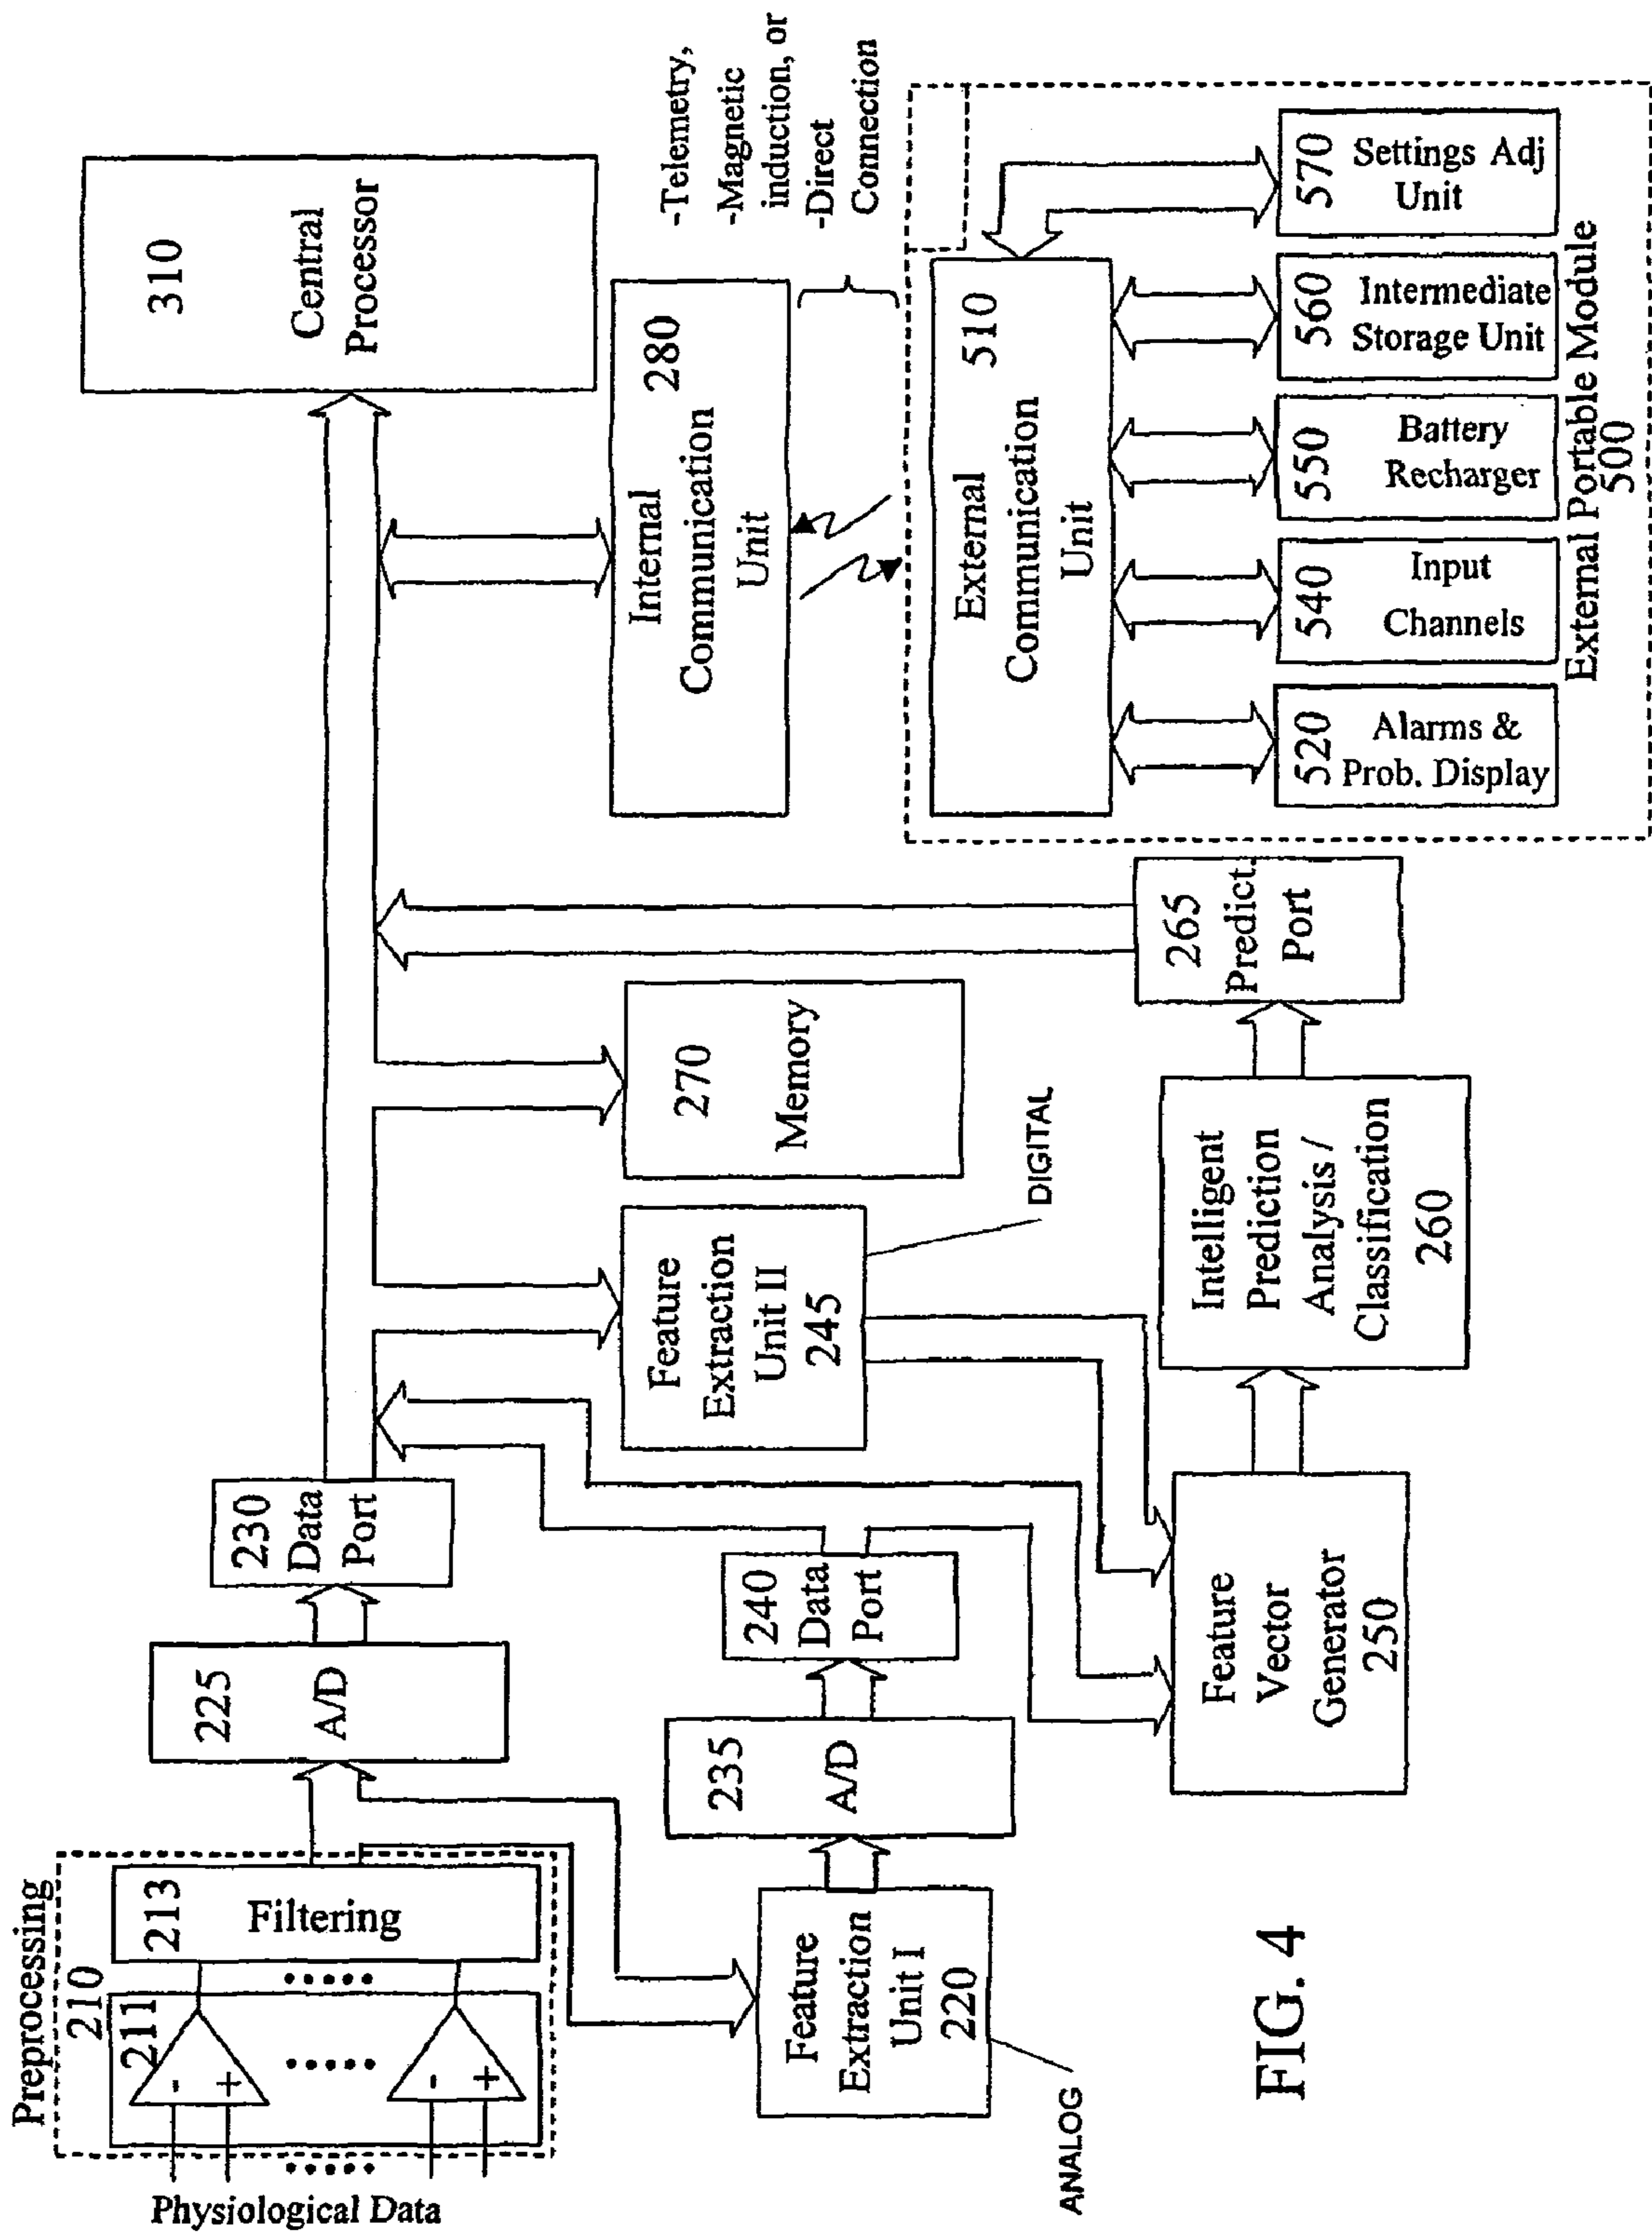 Preprocessing
210
211
213
Filtering
Physiological Data
-
+
-
+
225
A/D
230
Data
Port
310
Central
Processor
Feature
Extraction
Unit I
220
ANALOG
235
A/D
240
Data
Port
Feature
Extraction
Unit II
245
DIGITAL
270
Memory
Internal
280
Communication
Unit
-Telemetry,
-Magnetic
induction, or
-Direct
Connection
Feature
Vector
Generator
250
Intelligent
Prediction
Analysis /
Classification
260
265
Predict.
Port
External
510
Communication
Unit
520
Alarms &
Prob. Display
540
Input
Channels
550
Battery
Recharger
560
Intermediate
Storage Unit
570
Settings Adj
Unit
External Portable Module
500
FIG. 4